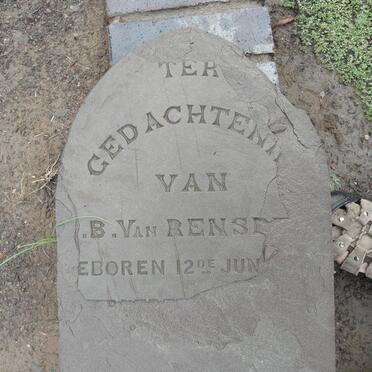 TER
GEDACHTEN
VAN
.B. VAN RENSB
EBOREN 12DE JUN